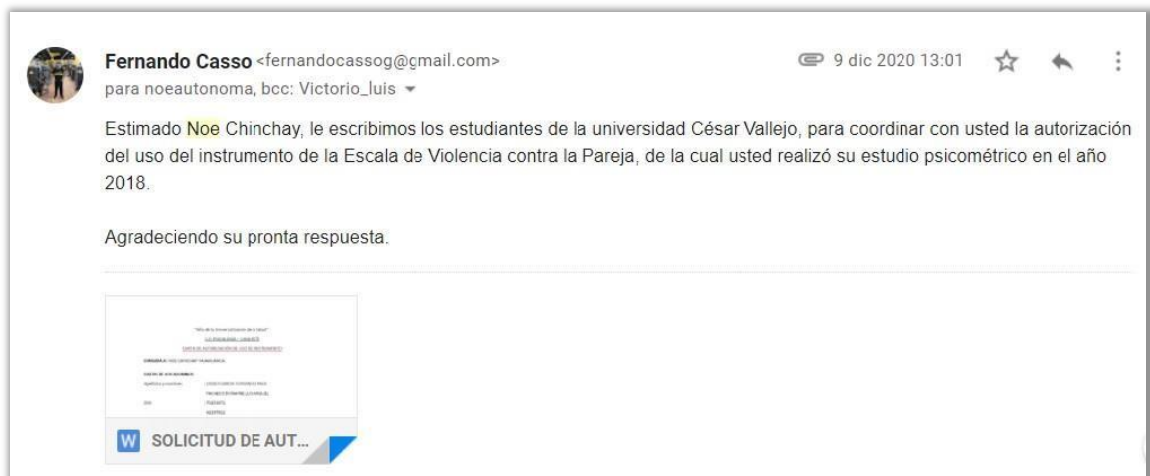 Fernando Casso <fernandocassog@gmail.com>
9 dic 2020 13:01
para noeautonoma, bcc: Victorio_luis
Estimado Noe Chinchay, le escribimos los estudiantes de la universidad César Vallejo, para coordinar con usted la autorización
del uso del instrumento de la Escala de Violencia contra la Pareja, de la cual usted realizó su estudio psicométrico en el año
2018.
Agradeciendo su pronta respuesta.
W SOLICITUD DE AUT...